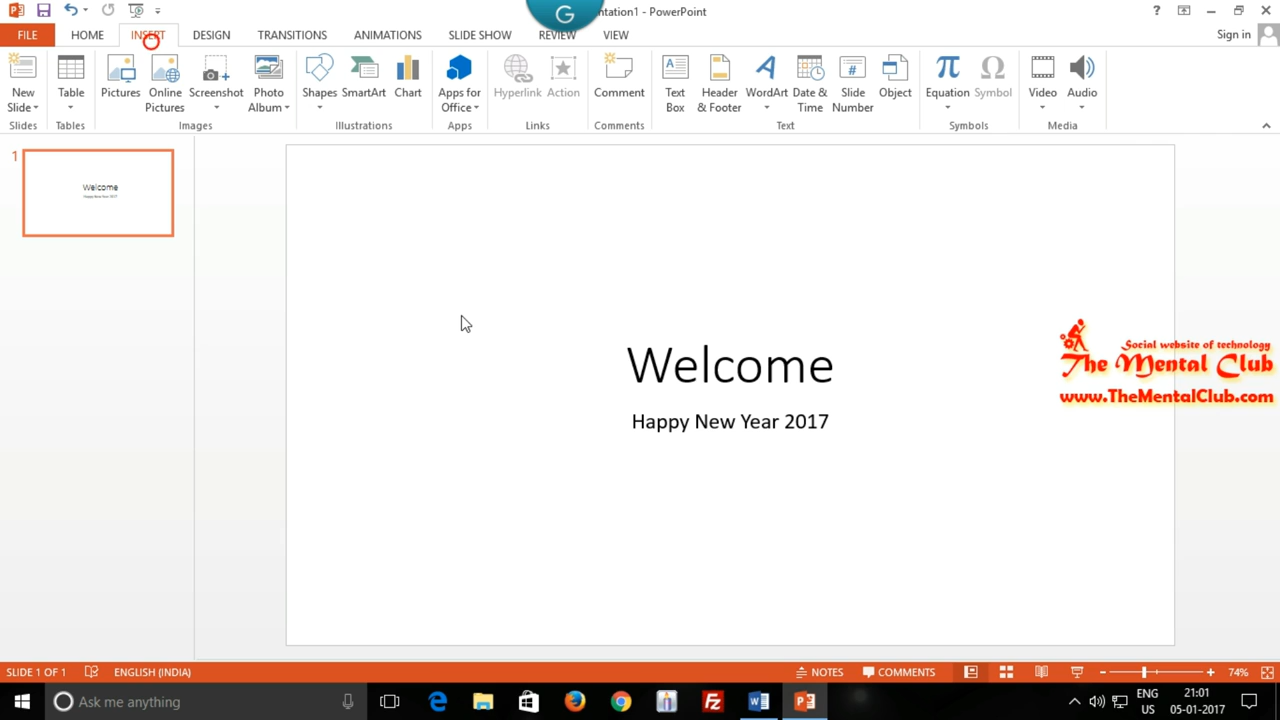 ntation1 - PowerPoint
?
Sign in
FILE HOME INSERT DESIGN TRANSITIONS ANIMATIONS SLIDE SHOW REVIEW VIEW
New Slide
Table
Pictures
Online Pictures
Screenshot
Photo Album
Shapes
SmartArt
Chart
Apps for Office
Hyperlink
Action
Comment
Text Box
Header & Footer
WordArt
Date & Time
Slide Number
Object
Equation
Symbol
Video
Audio
Slides Tables Images Illustrations Apps Links Comments Text Symbols Media
1
Welcome
Happy New Year 2017
Welcome
Happy New Year 2017
Social website of technology
The Mental Club
www.TheMentalClub.com
SLIDE 1 OF 1 ENGLISH (INDIA) NOTES COMMENTS 74%
Ask me anything
ENG
US
21:01
05-01-2017